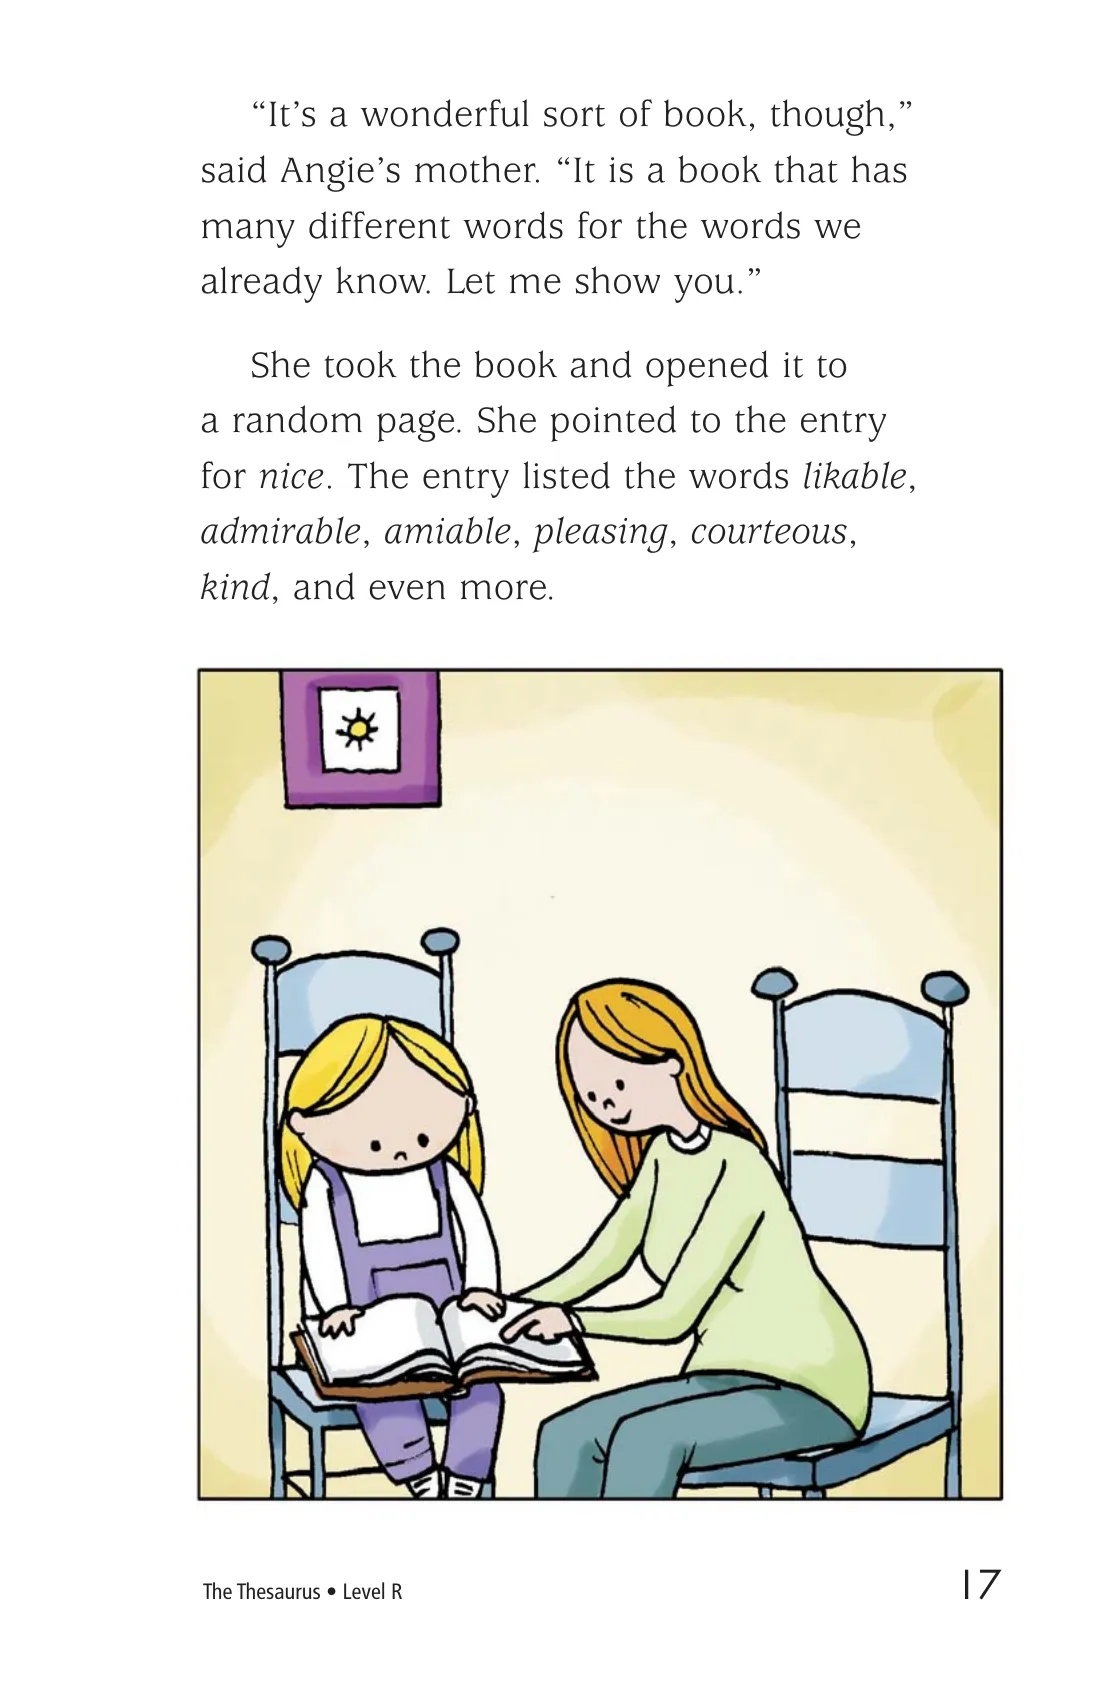 “It’s a wonderful sort of book, though,”
said Angie’s mother. “It is a book that has
many different words for the words we
already know. Let me show you.”
She took the book and opened it to
a random page. She pointed to the entry
for nice. The entry listed the words likable,
admirable, amiable, pleasing, courteous,
kind, and even more.
The Thesaurus • Level R
17